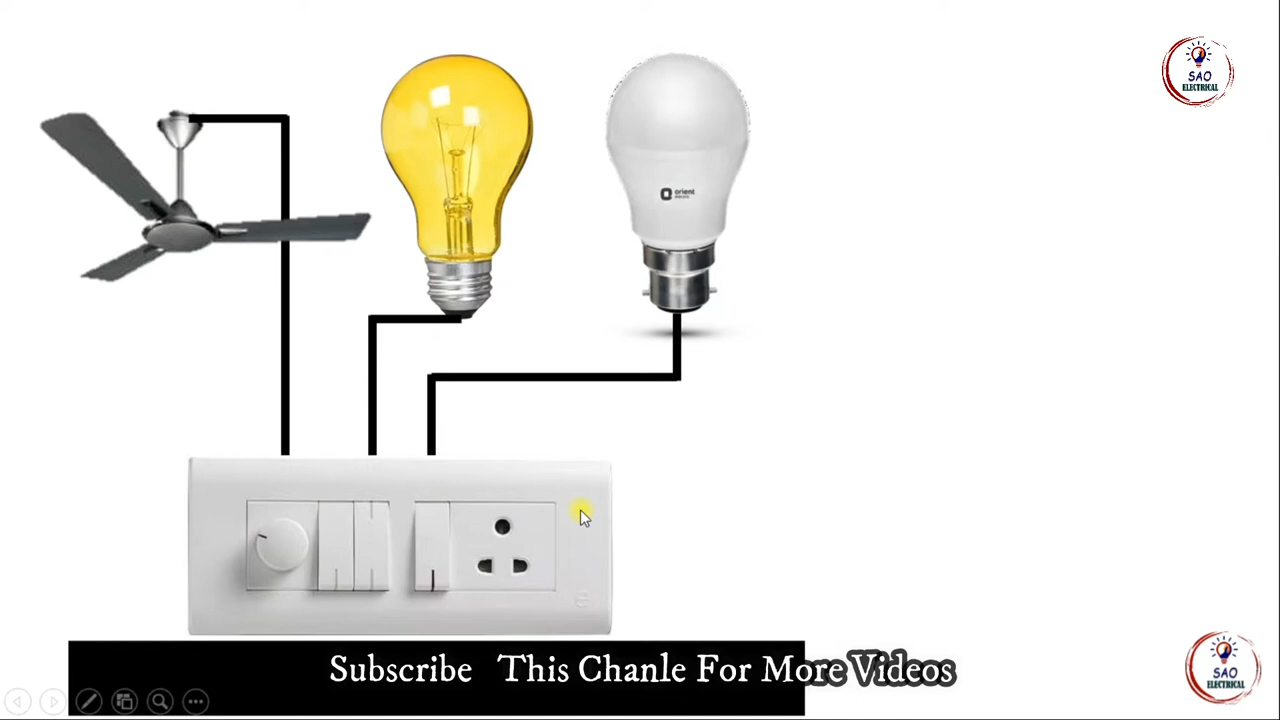 SAO
ELECTRICAL
orient
Subscribe This Chanle For More Videos
SAO
ELECTRICAL